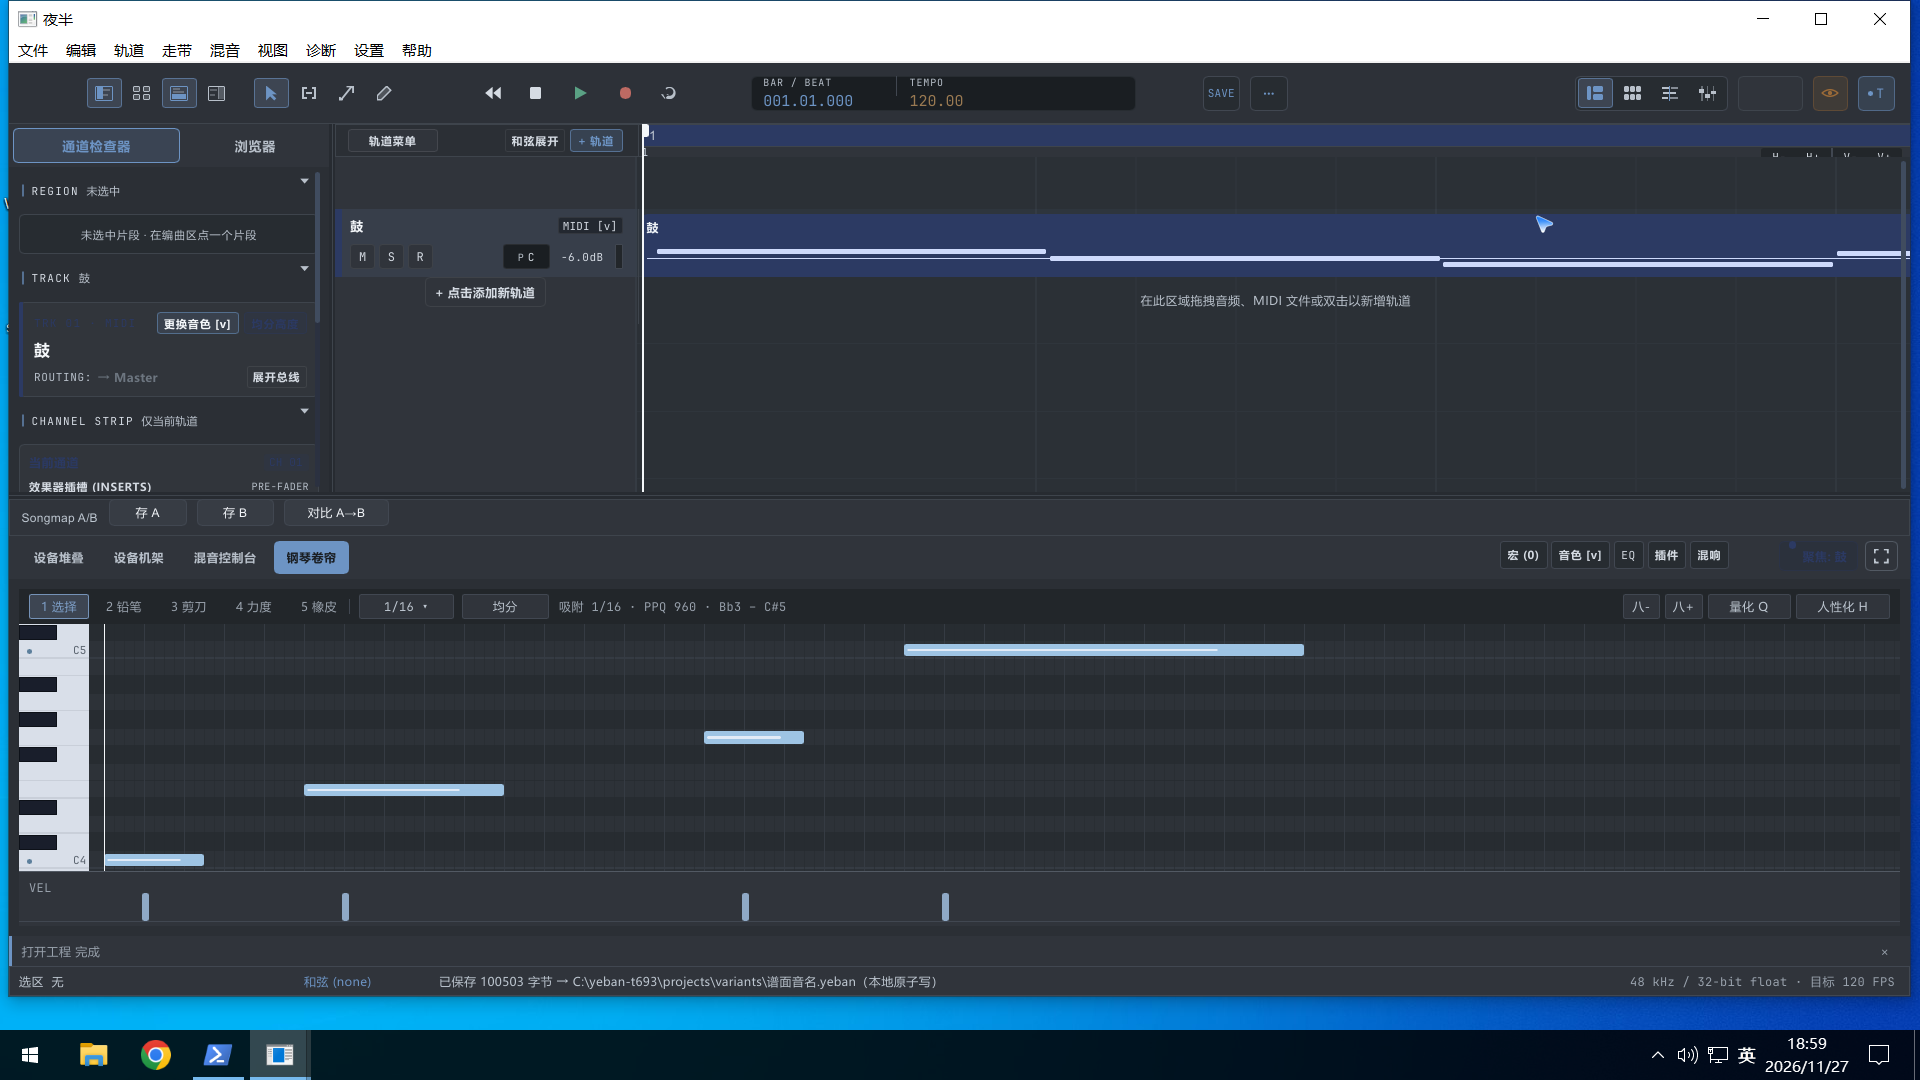 夜半
文件 编辑 轨道 走带 混音 视图 诊断 设置 帮助
BAR / BEAT TEMPO
001.01.000 120.00
SAVE ... • T
通道检查器 浏览器
轨道菜单 和弦展开 + 轨道
1
1
REGION 未选中
未选中片段 · 在编曲区点一个片段
TRACK 鼓
更换音色 [v]
鼓
ROUTING: → Master 展开总线
CHANNEL STRIP 仅当前轨道
效果器插槽 (INSERTS) PRE-FADER
鼓 MIDI [v]
M S R P C -6.0dB
+ 点击添加新轨道
鼓
在此区域拖拽音频、MIDI 文件或双击以新增轨道
Songmap A/B 存 A 存 B 对比 A→B
设备堆叠 设备机架 混音控制台 钢琴卷帘
宏 (0) 音色 [v] EQ 插件 混响
1 选择 2 铅笔 3 剪刀 4 力度 5 橡皮 1/16 均分 吸附 1/16 · PPQ 960 · Bb3 – C#5
八- 八+ 量化 Q 人性化 H
C5
C4
VEL
打开工程 完成 ×
选区 无 和弦 (none) 已保存 100503 字节 → C:\yeban-t693\projects\variants\谱面音名.yeban（本地原子写） 48 kHz / 32-bit float · 目标 120 FPS
英
18:59
2026/11/27